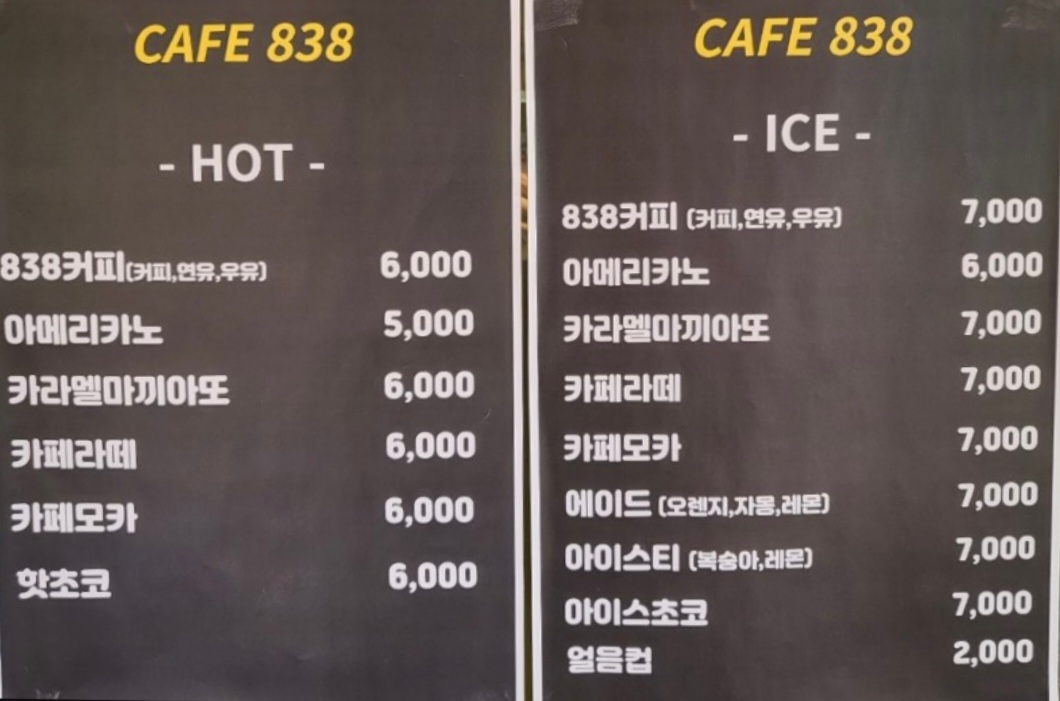 CAFE 838
- HOT -
838커피(커피,연유,우유) 6,000
아메리카노 5,000
카라멜마끼아또 6,000
카페라떼 6,000
카페모카 6,000
핫초코 6,000
CAFE 838
- ICE -
838커피 (커피,연유,우유) 7,000
아메리카노 6,000
카라멜마끼아또 7,000
카페라떼 7,000
카페모카 7,000
에이드 (오렌지,자몽,레몬) 7,000
아이스티 (복숭아,레몬) 7,000
아이스초코 7,000
얼음컵 2,000